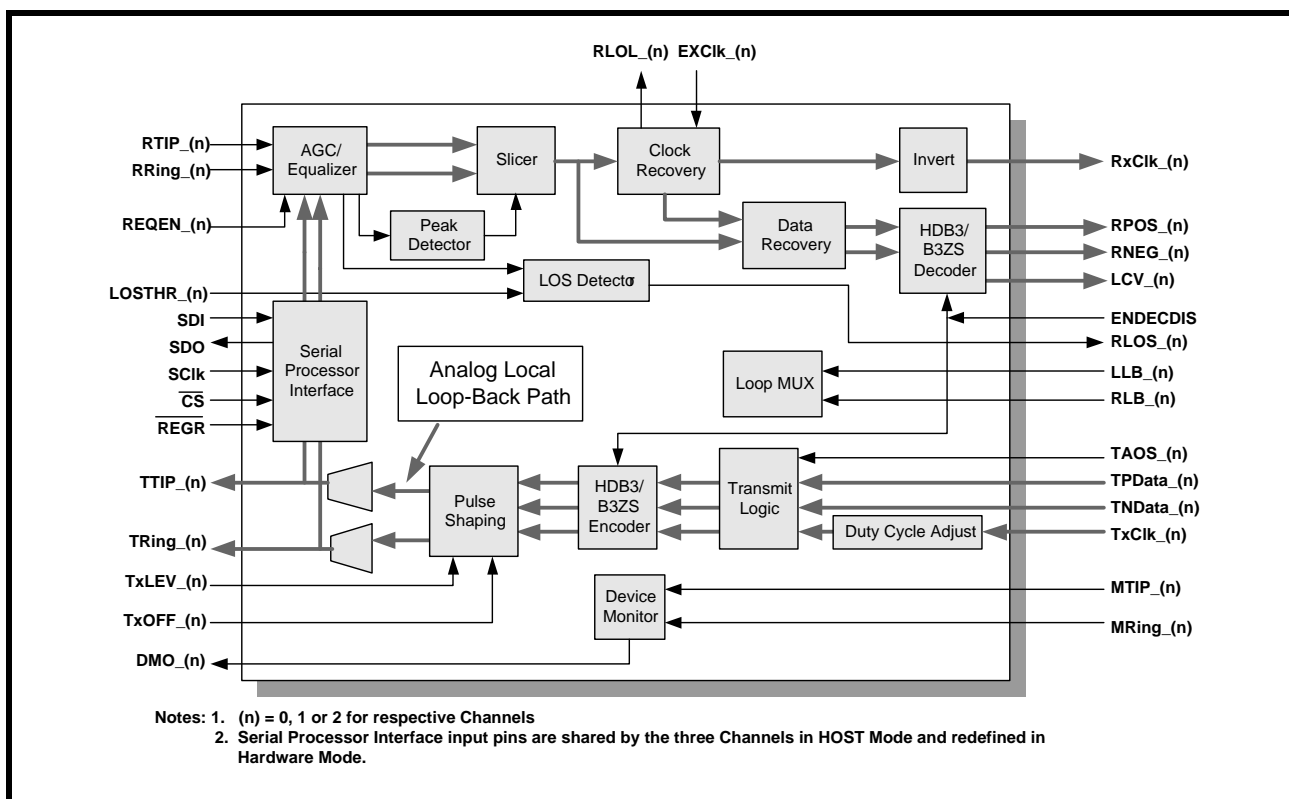 RLOL_(n) EXClk_(n)
RTIP_(n)
RRing_(n)
REQEN_(n)
LOSTHR_(n)
SDI
SDO
SClk
CS
REGR
TTIP_(n)
TRing_(n)
TxLEV_(n)
TxOFF_(n)
DMO_(n)
AGC/
Equalizer
Slicer
Clock
Recovery
Invert
Peak
Detector
Data
Recovery
HDB3/
B3ZS
Decoder
LOS Detector
Serial
Processor
Interface
Analog Local
Loop-Back Path
Loop MUX
Pulse
Shaping
HDB3/
B3ZS
Encoder
Transmit
Logic
Duty Cycle Adjust
Device
Monitor
RxClk_(n)
RPOS_(n)
RNEG_(n)
LCV_(n)
ENDECDIS
RLOS_(n)
LLB_(n)
RLB_(n)
TAOS_(n)
TPData_(n)
TNData_(n)
TxClk_(n)
MTIP_(n)
MRing_(n)
Notes: 1. (n) = 0, 1 or 2 for respective Channels
2. Serial Processor Interface input pins are shared by the three Channels in HOST Mode and redefined in
Hardware Mode.